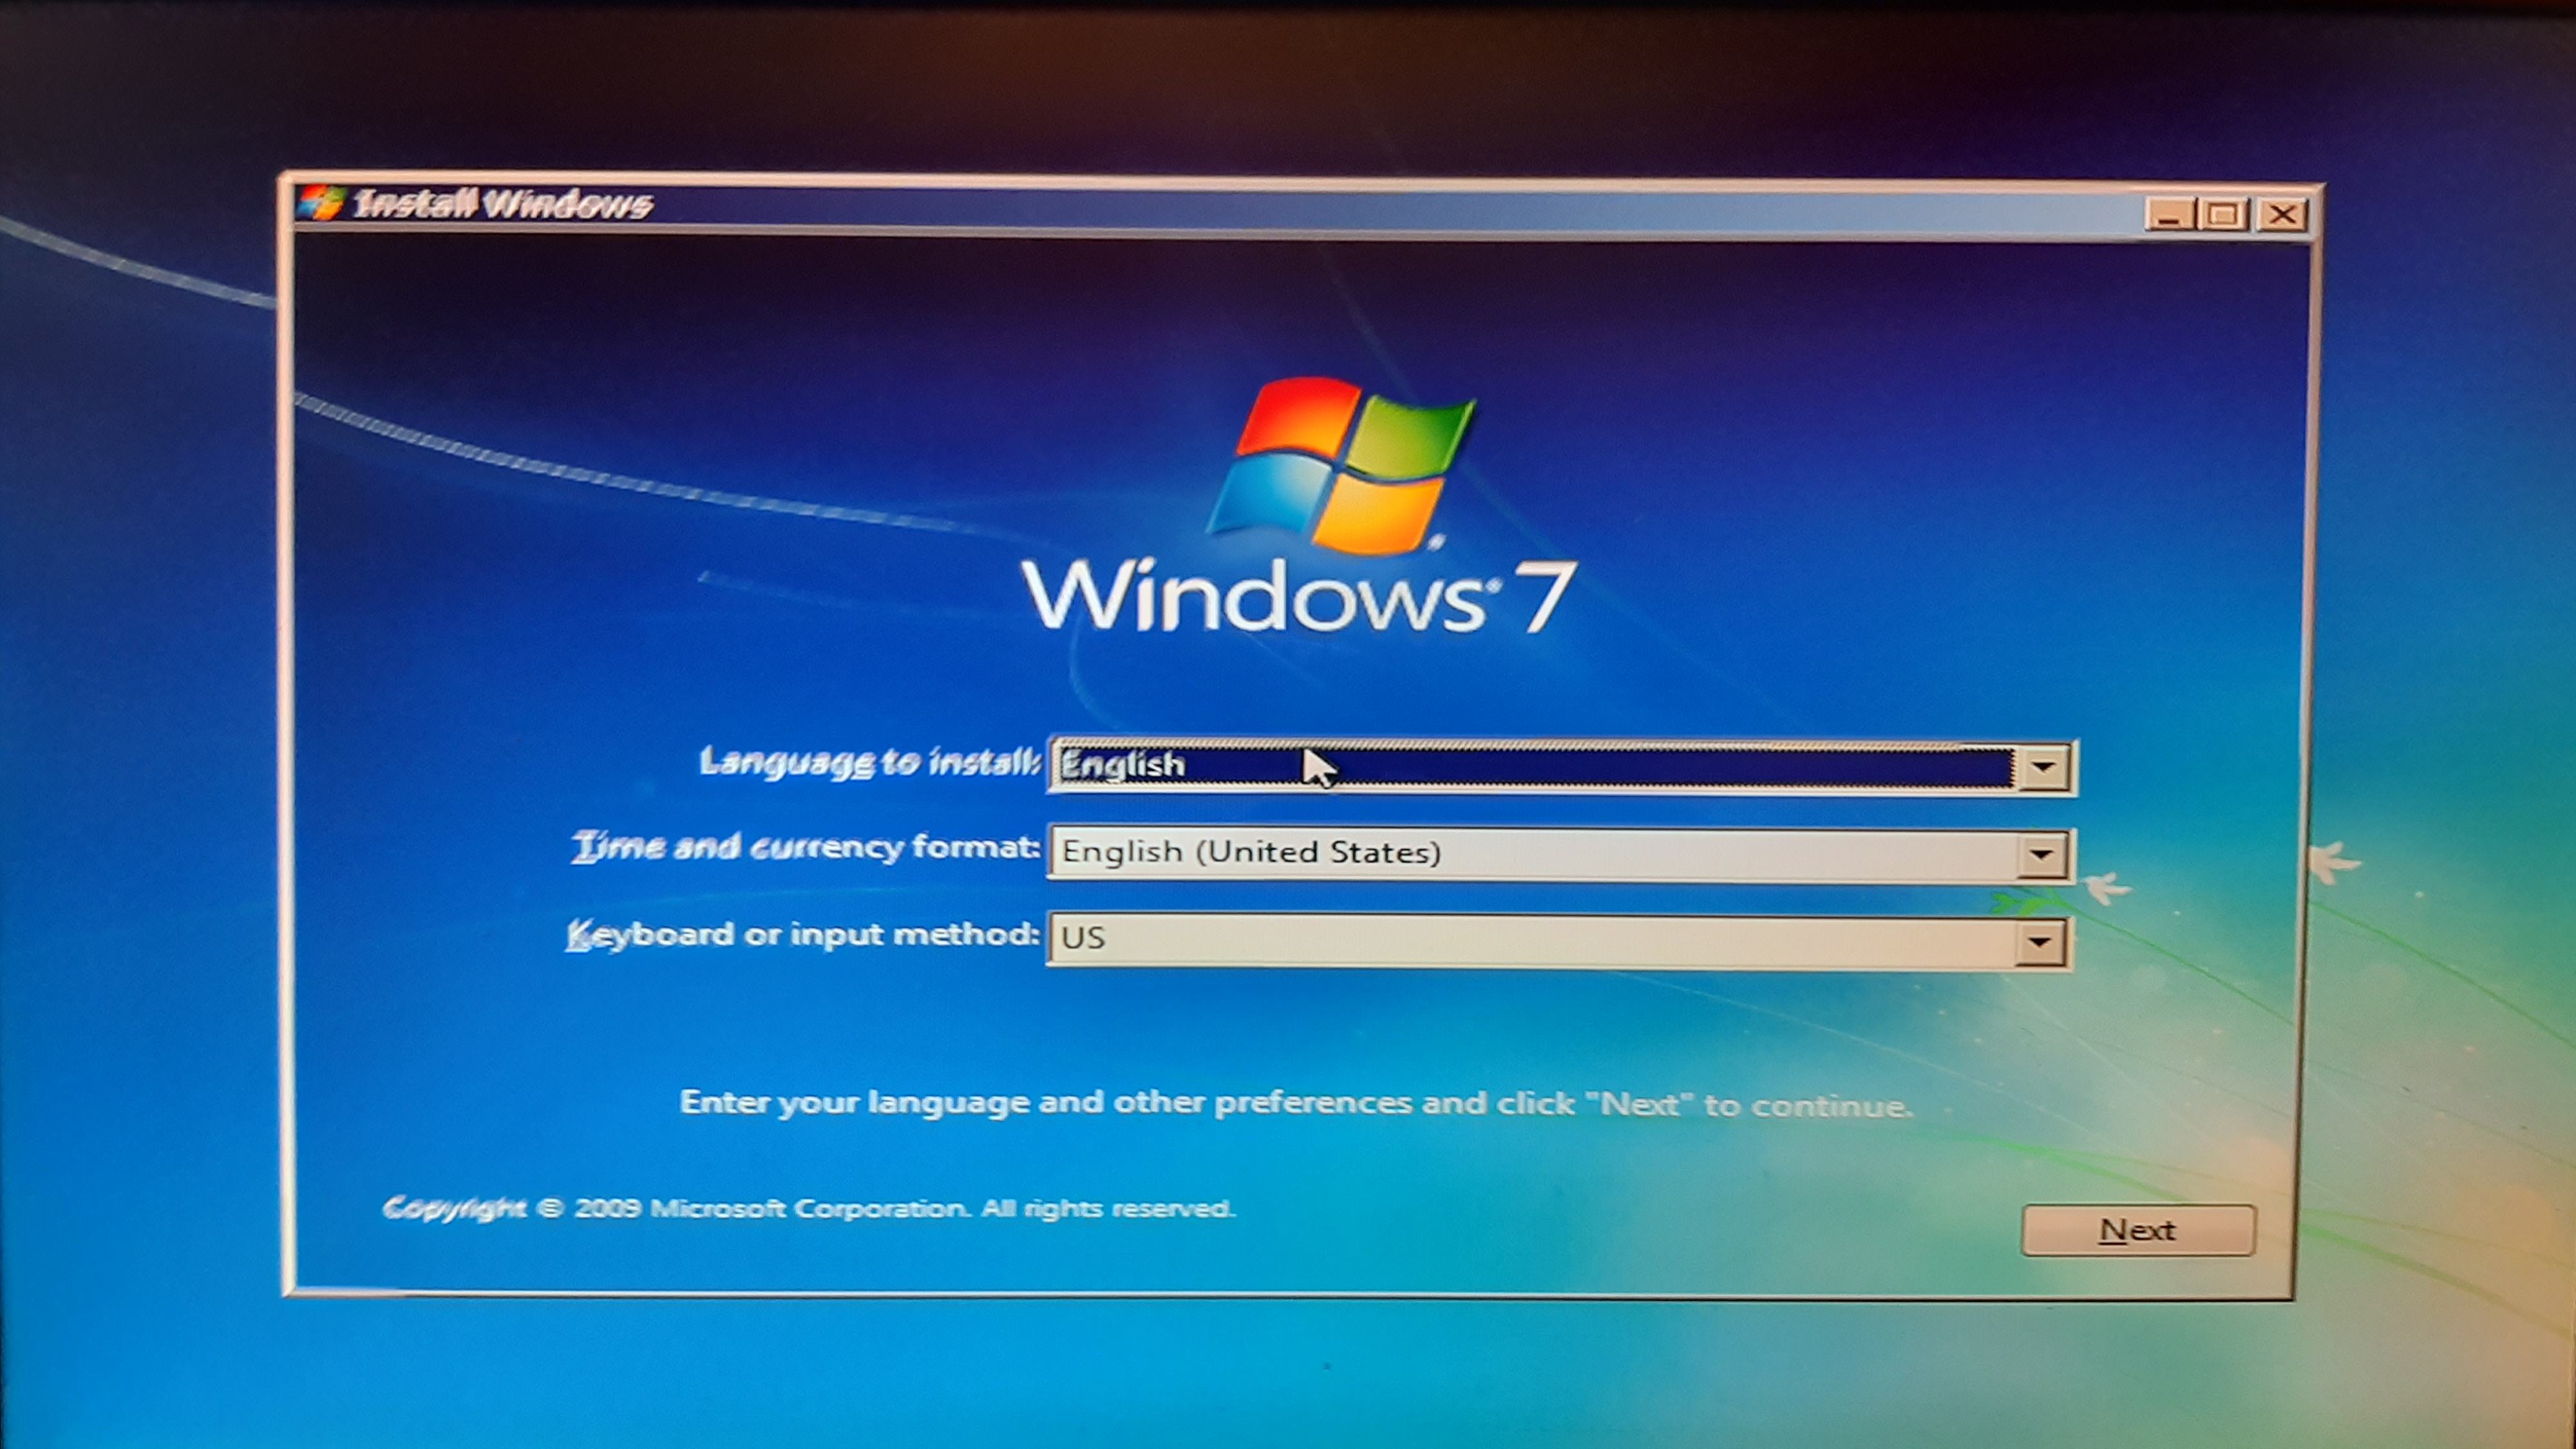 Install Windows
Windows® 7
Language to install: English
Time and currency format: English (United States)
Keyboard or input method: US
Enter your language and other preferences and click "Next" to continue.
Copyright © 2009 Microsoft Corporation. All rights reserved.
Next